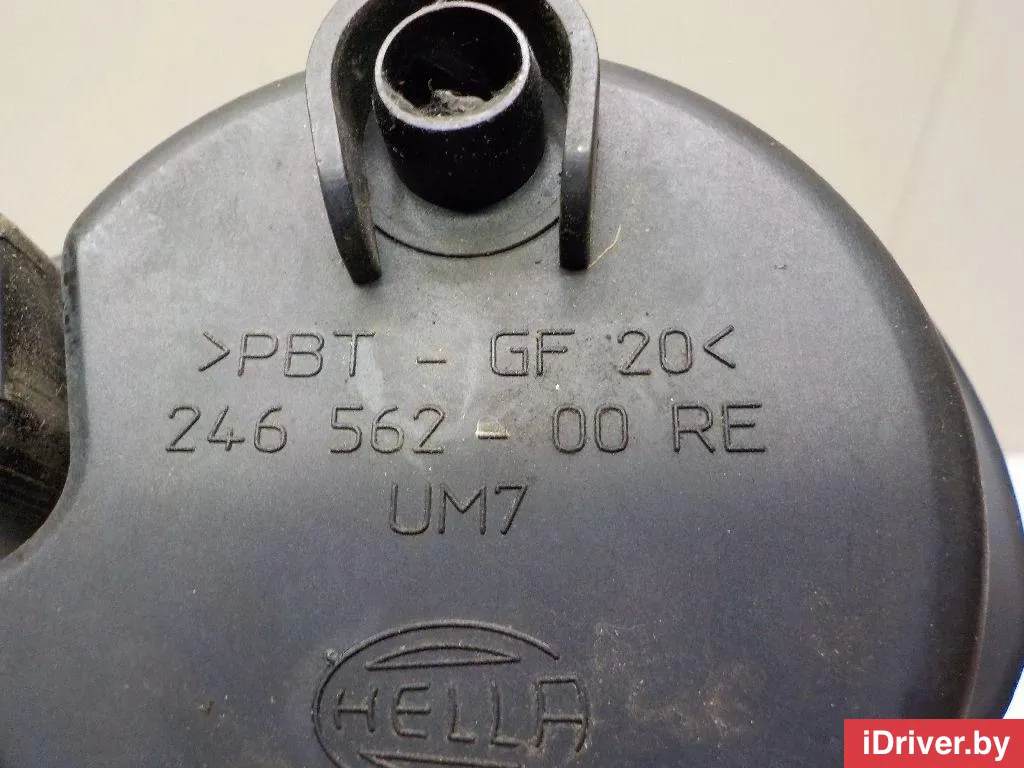 >PBT - GF 20<
246 562 - 00 RE
UM7
HELLA
iDriver.by